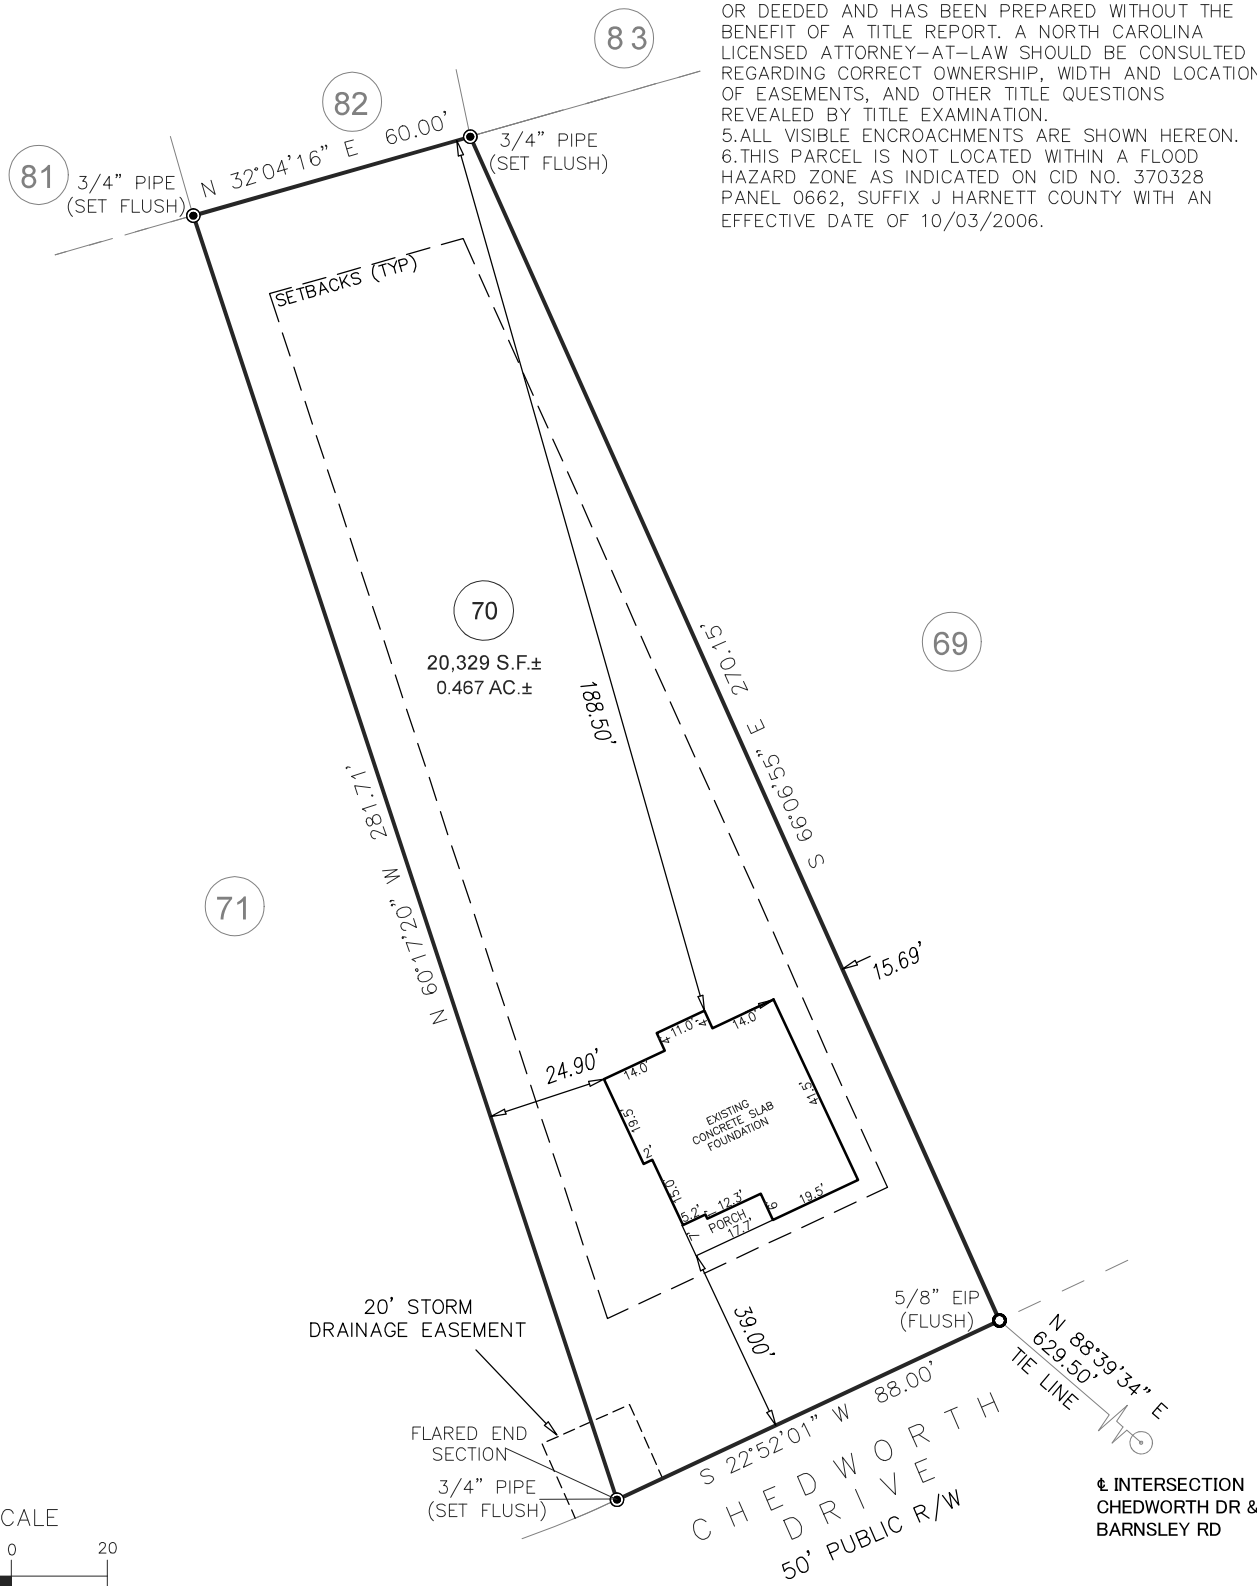 OR DEEDED AND HAS BEEN PREPARED WITHOUT THE
BENEFIT OF A TITLE REPORT. A NORTH CAROLINA
LICENSED ATTORNEY-AT-LAW SHOULD BE CONSULTED
REGARDING CORRECT OWNERSHIP, WIDTH AND LOCATION
OF EASEMENTS, AND OTHER TITLE QUESTIONS
REVEALED BY TITLE EXAMINATION.
5.ALL VISIBLE ENCROACHMENTS ARE SHOWN HEREON.
6.THIS PARCEL IS NOT LOCATED WITHIN A FLOOD
HAZARD ZONE AS INDICATED ON CID NO. 370328
PANEL 0662, SUFFIX J HARNETT COUNTY WITH AN
EFFECTIVE DATE OF 10/03/2006.
83
82
81
3/4" PIPE
(SET FLUSH)
N 32°04'16" E 60.00'
3/4" PIPE
(SET FLUSH)
SETBACKS (TYP)
70
20,329 S.F.±
0.467 AC.±
69
188.50'
S 66°06'55" E 270.15'
N 60°17'20" W 281.71'
71
15.69'
24.90'
14.0'
4'
11.0'
4'
14.0'
41.5'
19.5'
2'
15.0'
EXISTING
CONCRETE SLAB
FOUNDATION
5.2'
12.3'
6'
19.5'
PORCH
17.7'
7'
39.00'
20' STORM
DRAINAGE EASEMENT
5/8" EIP
(FLUSH)
N 88°39'34" E
629.50'
TIE LINE
FLARED END
SECTION
3/4" PIPE
(SET FLUSH)
S 22°52'01" W 88.00'
CHEDWORTH
DRIVE
50' PUBLIC R/W
℄ INTERSECTION
CHEDWORTH DR &
BARNSLEY RD
CALE
0 20